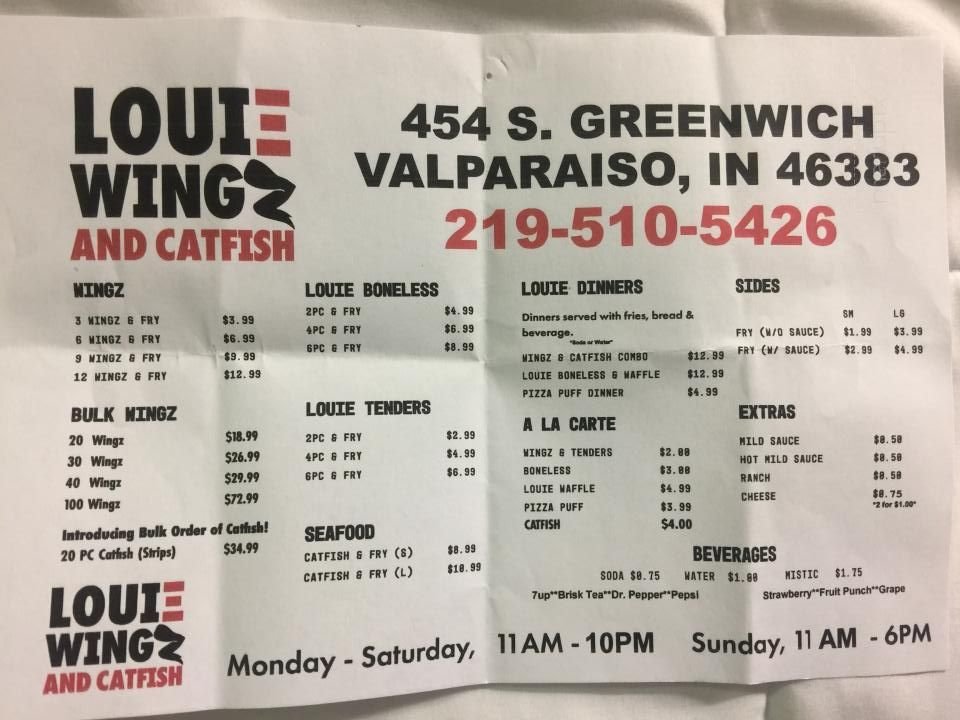 LOUIE
WINGZ
AND CATFISH
454 S. GREENWICH
VALPARAISO, IN 46383
219-510-5426
WINGZ
3 WINGZ & FRY $3.99
6 WINGZ & FRY $6.99
9 WINGZ & FRY $9.99
12 WINGZ & FRY $12.99
BULK WINGZ
20 Wingz $18.99
30 Wingz $26.99
40 Wingz $29.99
100 Wingz $72.99
Introducing Bulk Order of Catfish!
20 PC Catfish (Strips) $34.99
LOUIE BONELESS
2PC & FRY $4.99
4PC & FRY $6.99
6PC & FRY $8.99
LOUIE TENDERS
2PC & FRY $2.99
4PC & FRY $4.99
6PC & FRY $6.99
SEAFOOD
CATFISH & FRY (S) $8.99
CATFISH & FRY (L) $10.99
LOUIE DINNERS
Dinners served with fries, bread &
beverage.
*Soda or Water*
WINGZ & CATFISH COMBO $12.99
LOUIE BONELESS & WAFFLE $12.99
PIZZA PUFF DINNER $4.99
A LA CARTE
WINGZ & TENDERS $2.00
BONELESS $3.00
LOUIE WAFFLE $4.99
PIZZA PUFF $3.99
CATFISH $4.00
SIDES
SM LG
FRY (W/O SAUCE) $1.99 $3.99
FRY (W/ SAUCE) $2.99 $4.99
EXTRAS
MILD SAUCE $0.50
HOT MILD SAUCE $0.50
RANCH $0.50
CHEESE $0.75
*2 for $1.00*
BEVERAGES
SODA $0.75 WATER $1.00 MISTIC $1.75
7up**Brisk Tea**Dr. Pepper**Pepsi Strawberry**Fruit Punch**Grape
LOUIE
WINGZ
AND CATFISH
Monday - Saturday, 11AM - 10PM Sunday, 11 AM - 6PM